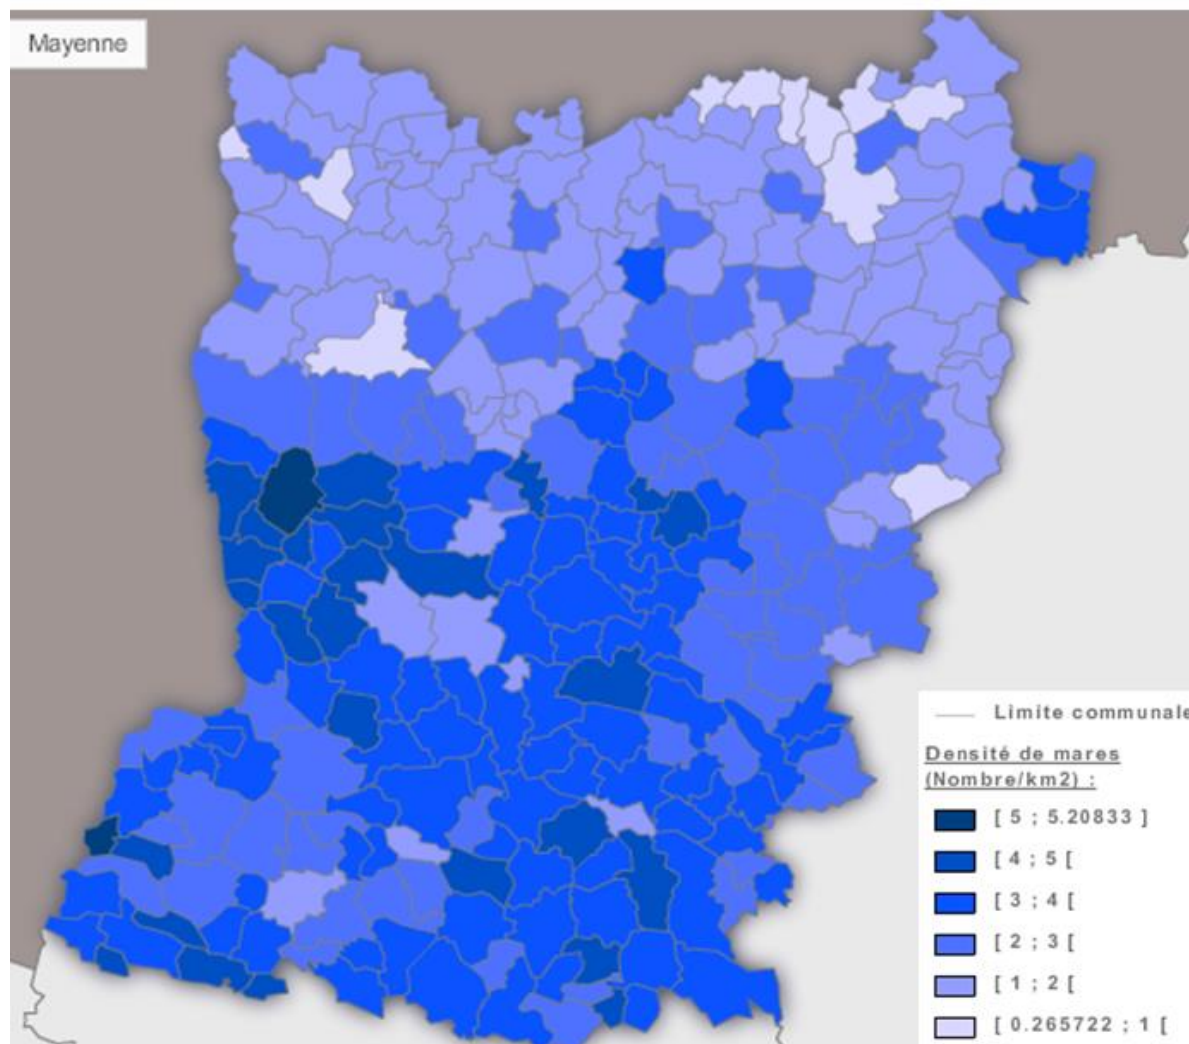 Mayenne
Limite communale
Densité de mares
(Nombre/km2) :
[ 5 ; 5.20833 ]
[ 4 ; 5 [
[ 3 ; 4 [
[ 2 ; 3 [
[ 1 ; 2 [
[ 0.265722 ; 1 [